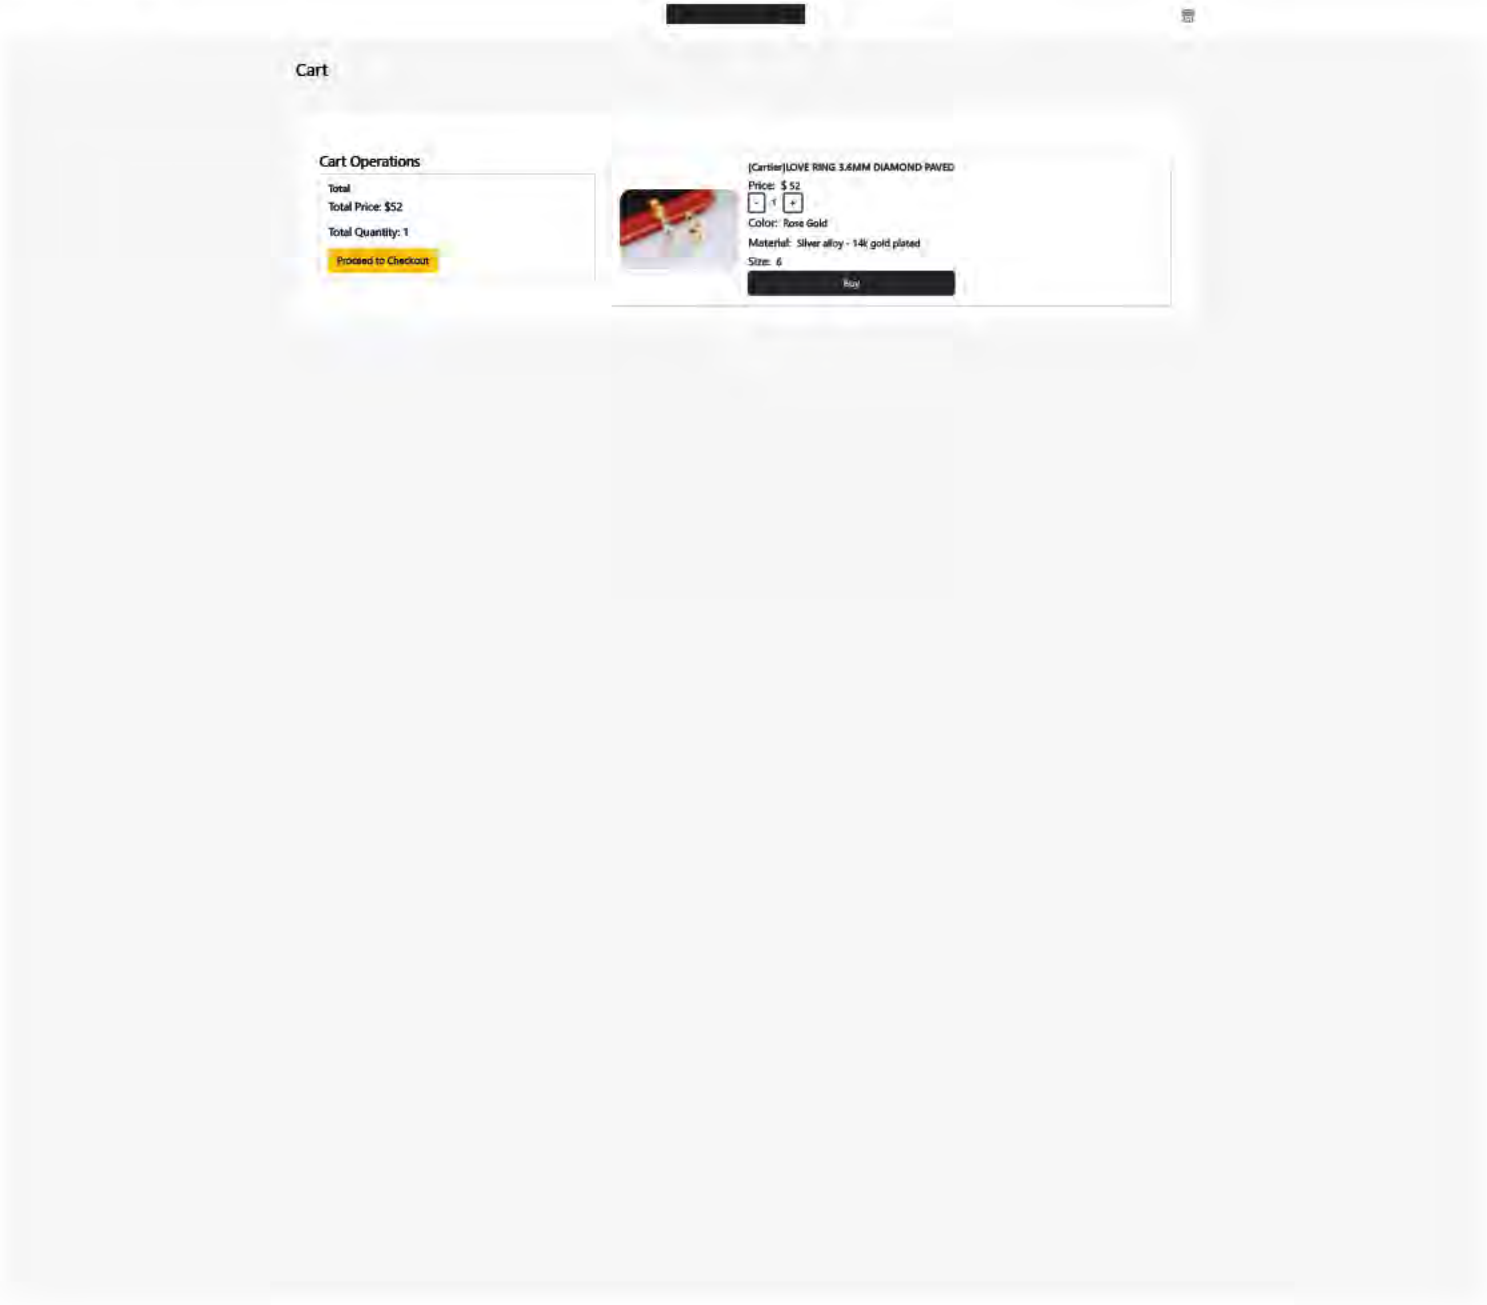 Cart
Cart Operations
Total
Total Price: $52
Total Quantity: 1
Proceed to Checkout
[Cartier]LOVE RING 3.6MM DIAMOND PAVED
Price: $ 52
- 1 +
Color: Rose Gold
Material: Silver alloy - 14k gold plated
Size: 6
Buy